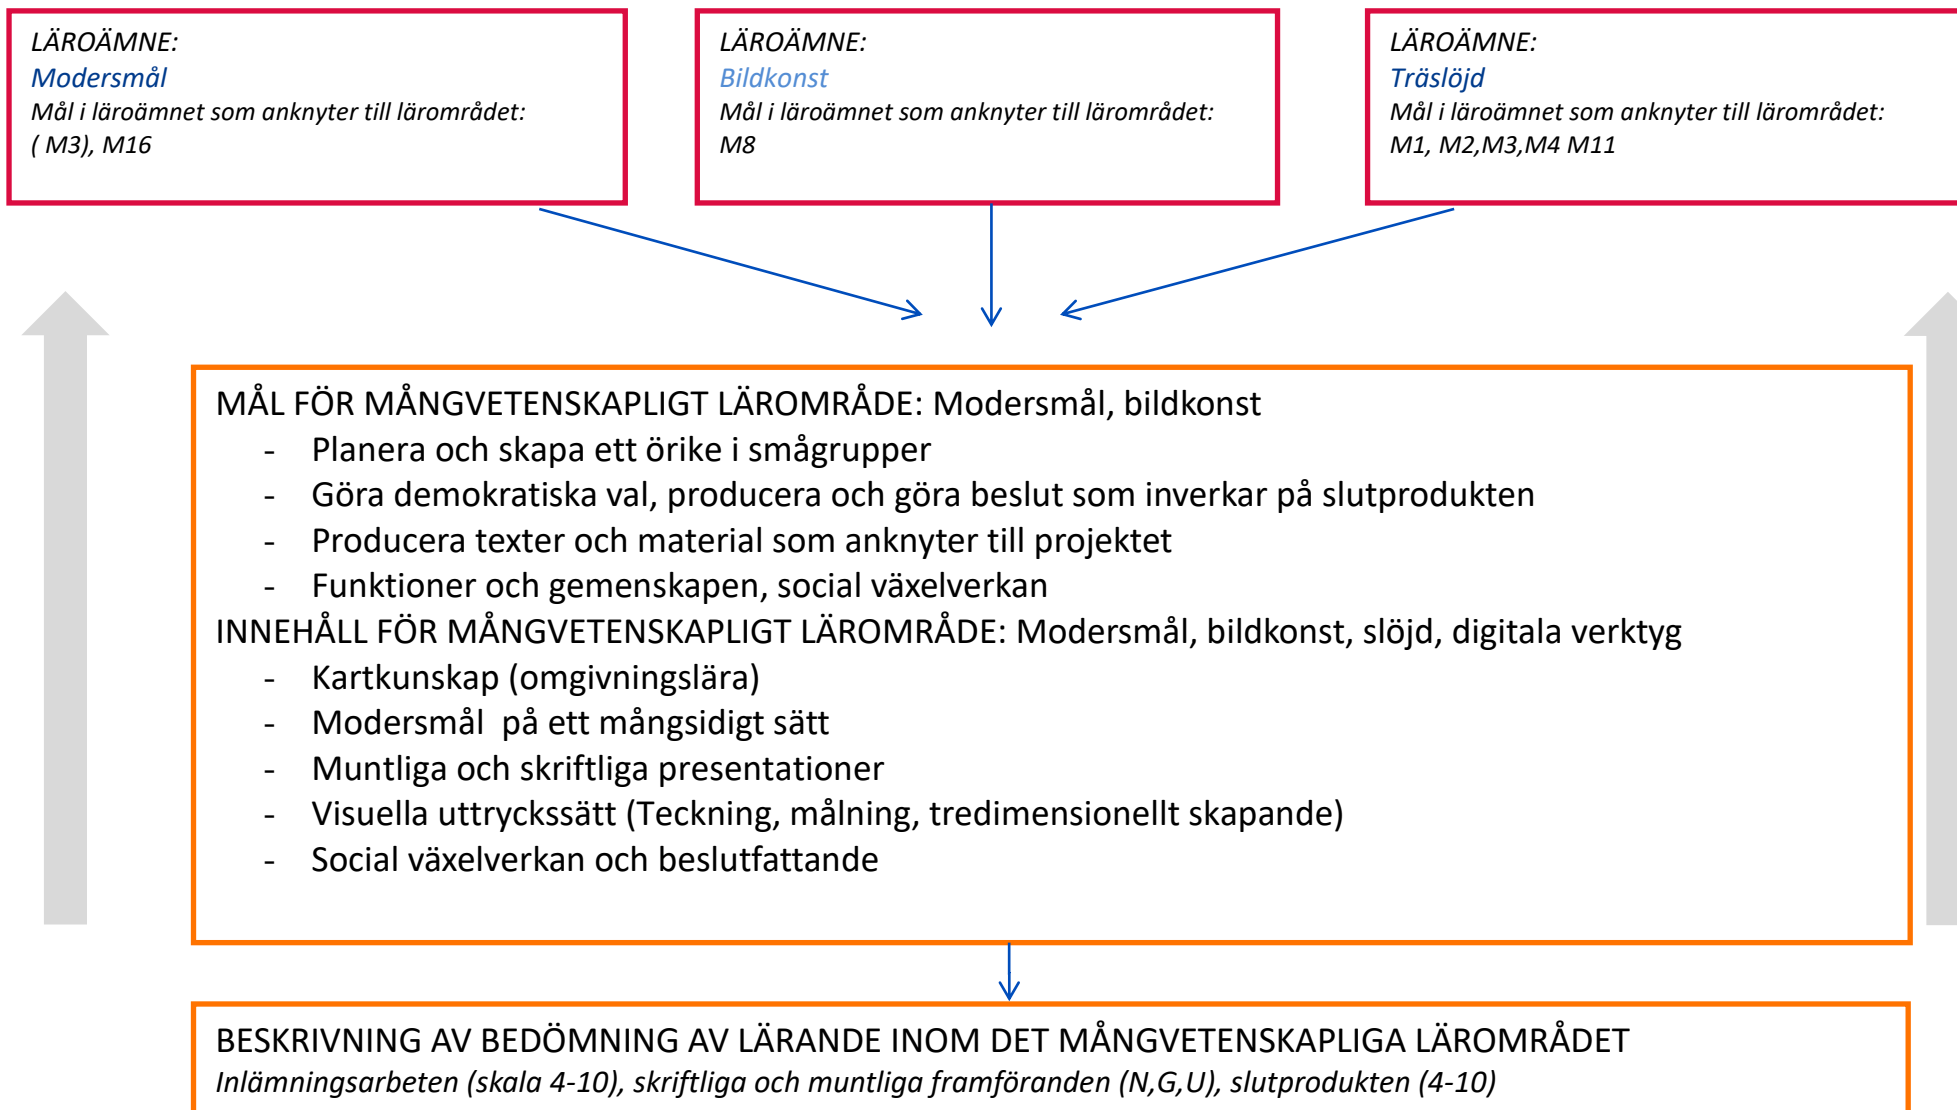 LÄROÄMNE:
Modersmål
Mål i läroämnet som anknyter till lärområdet:
( M3), M16
LÄROÄMNE:
Bildkonst
Mål i läroämnet som anknyter till lärområdet:
M8
LÄROÄMNE:
Träslöjd
Mål i läroämnet som anknyter till lärområdet:
M1, M2,M3,M4 M11
MÅL FÖR MÅNGVETENSKAPLIGT LÄROMRÅDE: Modersmål, bildkonst
- Planera och skapa ett örike i smågrupper
- Göra demokratiska val, producera och göra beslut som inverkar på slutprodukten
- Producera texter och material som anknyter till projektet
- Funktioner och gemenskapen, social växelverkan
INNEHÅLL FÖR MÅNGVETENSKAPLIGT LÄROMRÅDE: Modersmål, bildkonst, slöjd, digitala verktyg
- Kartkunskap (omgivningslära)
- Modersmål på ett mångsidigt sätt
- Muntliga och skriftliga presentationer
- Visuella uttryckssätt (Teckning, målning, tredimensionellt skapande)
- Social växelverkan och beslutfattande
BESKRIVNING AV BEDÖMNING AV LÄRANDE INOM DET MÅNGVETENSKAPLIGA LÄROMRÅDET
Inlämningsarbeten (skala 4-10), skriftliga och muntliga framföranden (N,G,U), slutprodukten (4-10)